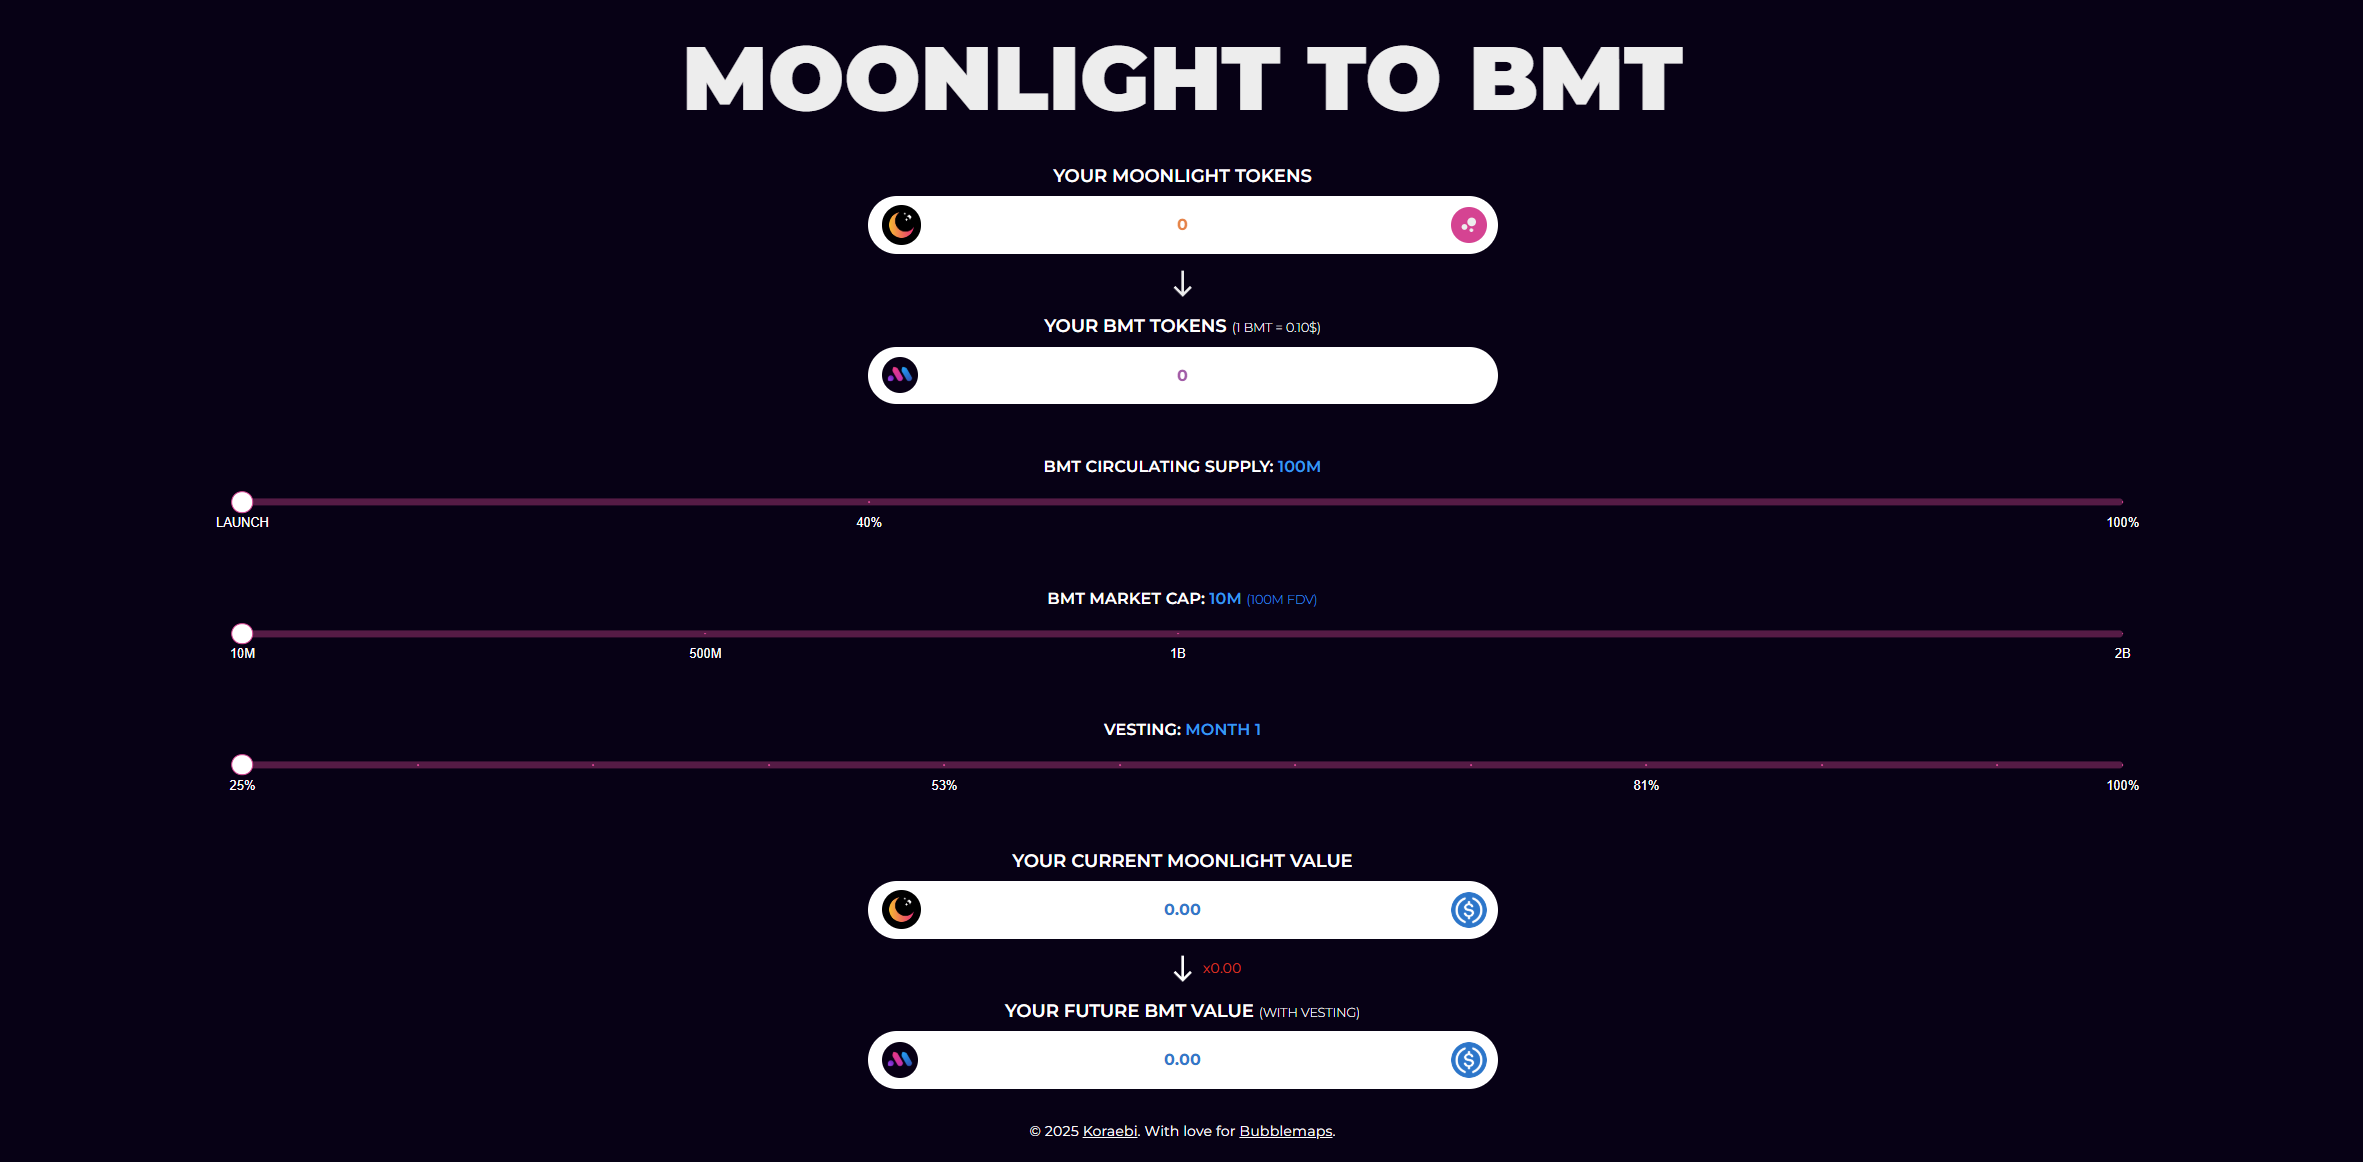 MOONLIGHT TO BMT
YOUR MOONLIGHT TOKENS
0
YOUR BMT TOKENS (1 BMT = 0.10$)
0
BMT CIRCULATING SUPPLY: 100M
LAUNCH 40% 100%
BMT MARKET CAP: 10M (100M FDV)
10M 500M 1B 2B
VESTING: MONTH 1
25% 53% 81% 100%
YOUR CURRENT MOONLIGHT VALUE
0.00
x0.00
YOUR FUTURE BMT VALUE (WITH VESTING)
0.00
© 2025 Koraebi. With love for Bubblemaps.